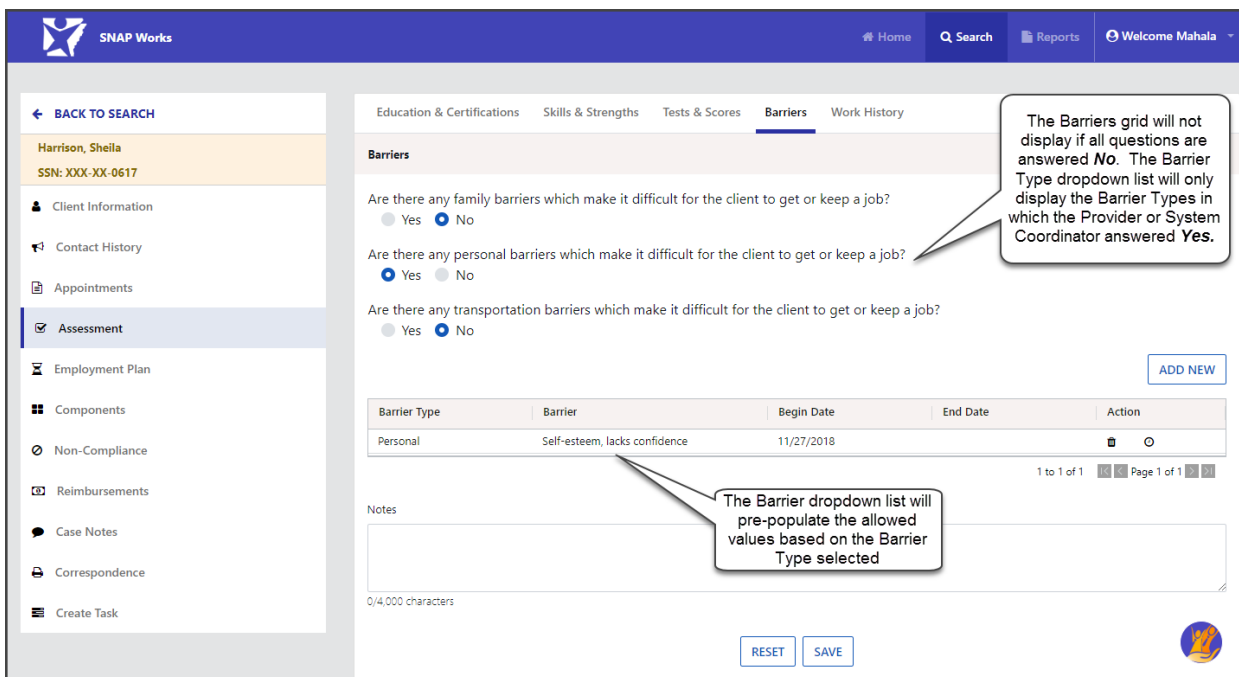 SNAP Works
Home
Search
Reports
Welcome Mahala
BACK TO SEARCH
Harrison, Sheila
SSN: XXX-XX-0617
Client Information
Contact History
Appointments
Assessment
Employment Plan
Components
Non-Compliance
Reimbursements
Case Notes
Correspondence
Create Task
Education & Certifications
Skills & Strengths
Tests & Scores
Barriers
Work History
Barriers
Are there any family barriers which make it difficult for the client to get or keep a job?
Yes No
Are there any personal barriers which make it difficult for the client to get or keep a job?
Yes No
Are there any transportation barriers which make it difficult for the client to get or keep a job?
Yes No
The Barriers grid will not
display if all questions are
answered No. The Barrier
Type dropdown list will only
display the Barrier Types in
which the Provider or System
Coordinator answered Yes.
ADD NEW
Barrier Type Barrier Begin Date End Date Action
Personal Self-esteem, lacks confidence 11/27/2018
1 to 1 of 1 Page 1 of 1
The Barrier dropdown list will
pre-populate the allowed
values based on the Barrier
Type selected
Notes
0/4,000 characters
RESET SAVE